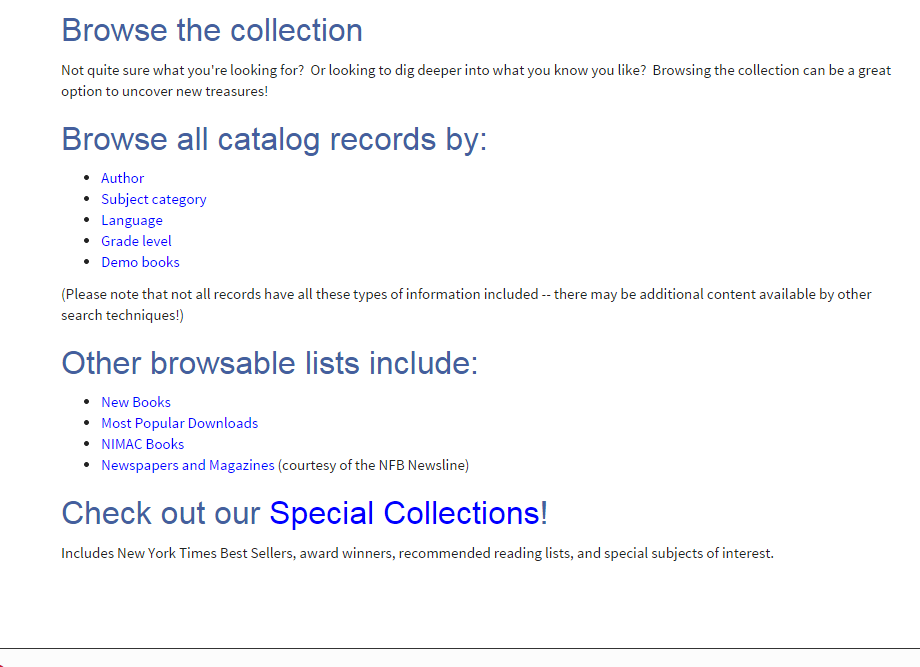 Browse the collection
Not quite sure what you're looking for?  Or looking to dig deeper into what you know you like?  Browsing the collection can be a great
option to uncover new treasures!
Browse all catalog records by:
• Author
• Subject category
• Language
• Grade level
• Demo books
(Please note that not all records have all these types of information included -- there may be additional content available by other
search techniques!)
Other browsable lists include:
• New Books
• Most Popular Downloads
• NIMAC Books
• Newspapers and Magazines (courtesy of the NFB Newsline)
Check out our Special Collections!
Includes New York Times Best Sellers, award winners, recommended reading lists, and special subjects of interest.